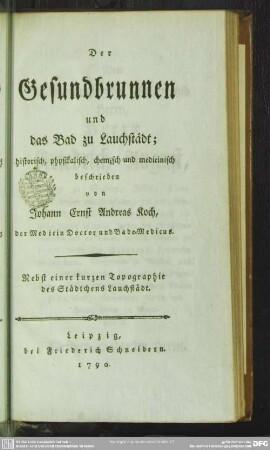 Der
Gesundbrunnen
und
das Bad zu Lauchstädt;
historisch, physikalisch, chemisch und medicinisch
beschrieben
von
Johann Ernst Andreas Koch,
der Medicin Doctor und Bade-Medicus.
Nebst einer kurzen Topographie
des Städtchens Lauchstädt.
Leipzig,
bei Friederich Schneidern.
1790.